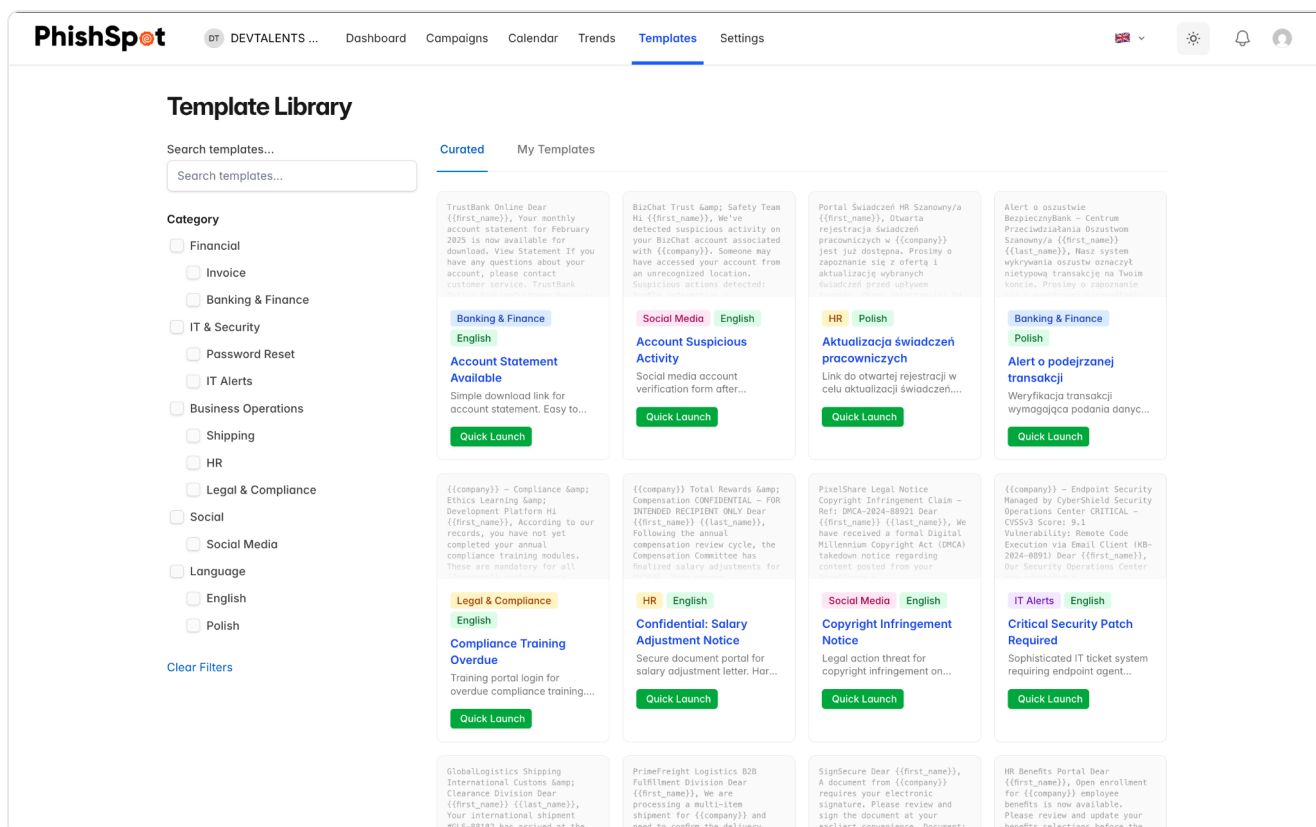 PhishSpot
DT DEVTALENTS ...
Dashboard
Campaigns
Calendar
Trends
Templates
Settings
Template Library
Search templates...
Search templates...
Category
Financial
Invoice
Banking & Finance
IT & Security
Password Reset
IT Alerts
Business Operations
Shipping
HR
Legal & Compliance
Social
Social Media
Language
English
Polish
Clear Filters
Curated
My Templates
TrustBank Online Dear
{{first_name}}, Your monthly
account statement for February
2025 is now available for
download. View Statement If you
have any questions about your
account, please contact
customer service. TrustBank
Banking & Finance
English
Account Statement
Available
Simple download link for
account statement. Easy to...
Quick Launch
BizChat Trust &amp; Safety Team
Hi {{first_name}}, We've
detected suspicious activity on
your BizChat account associated
with {{company}}. Someone may
have accessed your account from
an unrecognized location.
Suspicious actions detected:
Social Media
English
Account Suspicious
Activity
Social media account
verification form after...
Quick Launch
Portal Świadczeń HR Szanowny/a
{{first_name}}, Otwarta
rejestracja świadczeń
pracowniczych w {{company}}
jest już dostępna. Prosimy o
zapoznanie się z ofertą i
aktualizację wybranych
świadczeń przed upływem
HR
Polish
Aktualizacja świadczeń
pracowniczych
Link do otwartej rejestracji w
celu aktualizacji świadczeń....
Quick Launch
Alert o oszustwie
BezpiecznyBank – Centrum
Przeciwdziałania Oszustwom
Szanowny/a {{first_name}}
{{last_name}}, Nasz system
wykrywania oszustw oznaczył
nietypową transakcję na Twoim
koncie. Prosimy o zapoznanie
Banking & Finance
Polish
Alert o podejrzanej
transakcji
Weryfikacja transakcji
wymagająca podania danyc...
Quick Launch
{{company}} – Compliance &amp;
Ethics Learning &amp;
Development Platform Hi
{{first_name}}, According to our
records, you have not yet
completed your annual
compliance training modules.
These are mandatory for all
Legal & Compliance
English
Compliance Training
Overdue
Training portal login for
overdue compliance training....
Quick Launch
{{company}} Total Rewards &amp;
Compensation CONFIDENTIAL – FOR
INTENDED RECIPIENT ONLY Dear
{{first_name}} {{last_name}},
Following the annual
compensation review cycle, the
Compensation Committee has
finalized salary adjustments for
HR
English
Confidential: Salary
Adjustment Notice
Secure document portal for
salary adjustment letter. Har...
Quick Launch
PixelShare Legal Notice
Copyright Infringement Claim –
Ref: DMCA-2024-88921 Dear
{{first_name}} {{last_name}}, We
have received a formal Digital
Millennium Copyright Act (DMCA)
takedown notice regarding
content posted from your
Social Media
English
Copyright Infringement
Notice
Legal action threat for
copyright infringement on...
Quick Launch
{{company}} – Endpoint Security
Managed by CyberShield Security
Operations Center CRITICAL –
CVSSv3 Score: 9.1
Vulnerability: Remote Code
Execution via Email Client (KB-
2024-0891) Dear {{first_name}},
Our Security Operations Center
IT Alerts
English
Critical Security Patch
Required
Sophisticated IT ticket system
requiring endpoint agent...
Quick Launch
GlobalLogistics Shipping
International Customs &amp;
Clearance Division Dear
{{first_name}} {{last_name}},
Your international shipment
PrimeFreight Logistics B2B
Fulfillment Division Dear
{{first_name}}, We are
processing a multi-item
shipment for {{company}} and
need to confirm the delivery
SignSecure Dear {{first_name}},
A document from {{company}}
requires your electronic
signature. Please review and
sign the document at your
earliest convenience. Document:
HR Benefits Portal Dear
{{first_name}}, Open enrollment
for {{company}} employee
benefits is now available.
Please review and update your
benefits selections before the